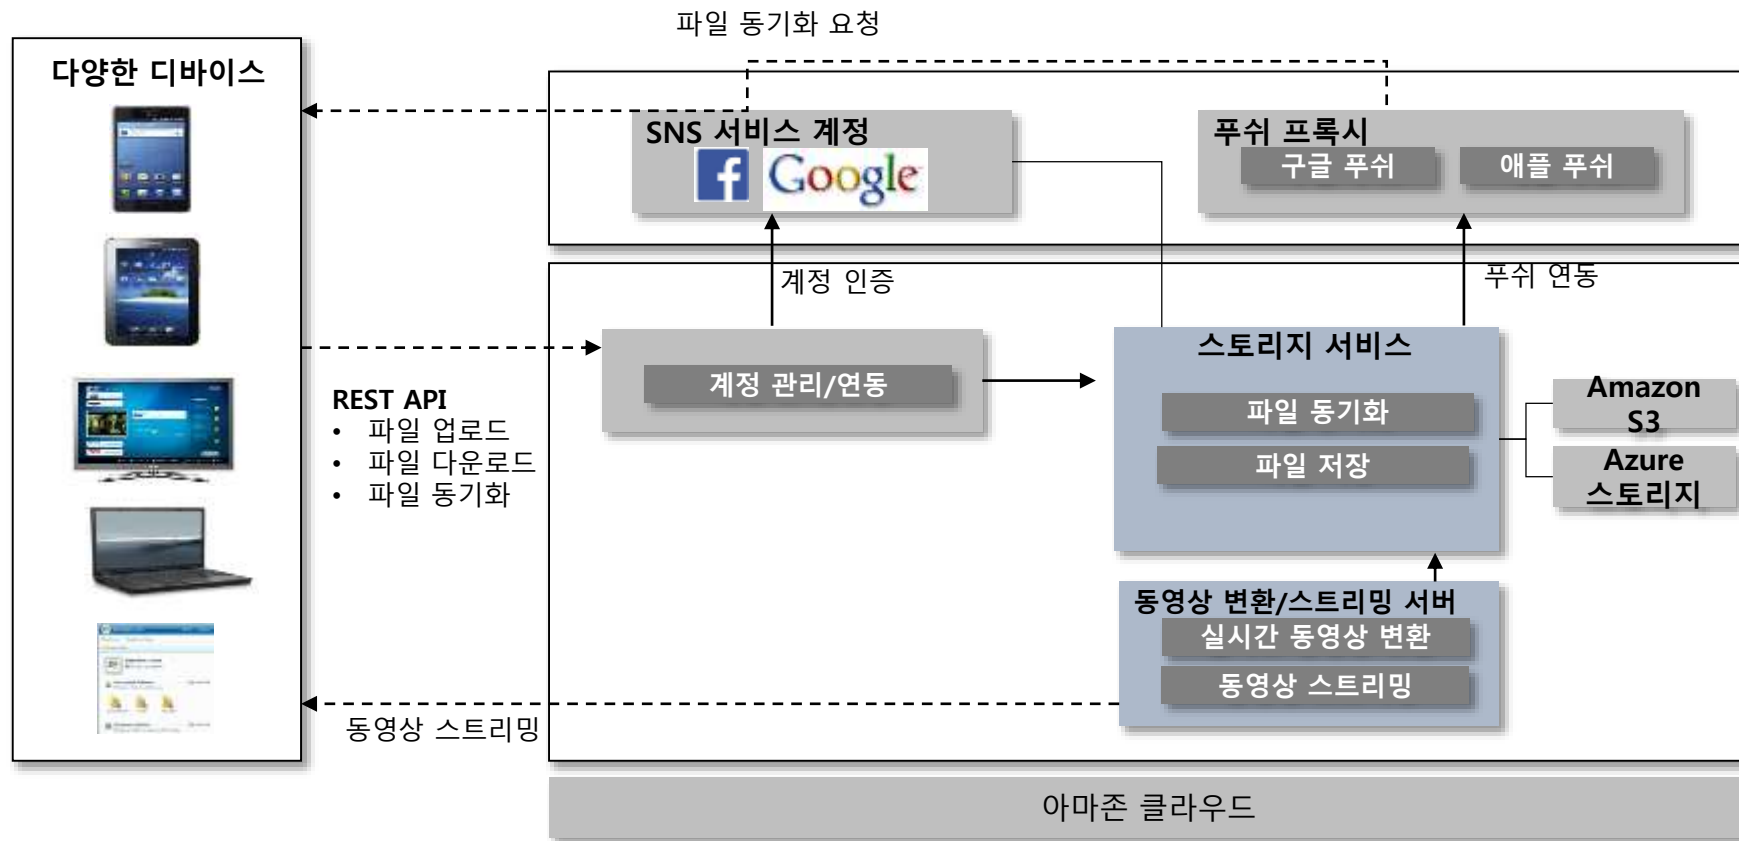 파일 동기화 요청
다양한 디바이스
SNS 서비스 계정
Google
푸쉬 프록시
구글 푸쉬
애플 푸쉬
계정 인증
푸쉬 연동
계정 관리/연동
스토리지 서비스
파일 동기화
파일 저장
Amazon
S3
Azure
스토리지
REST API
• 파일 업로드
• 파일 다운로드
• 파일 동기화
동영상 변환/스트리밍 서버
실시간 동영상 변환
동영상 스트리밍
동영상 스트리밍
아마존 클라우드